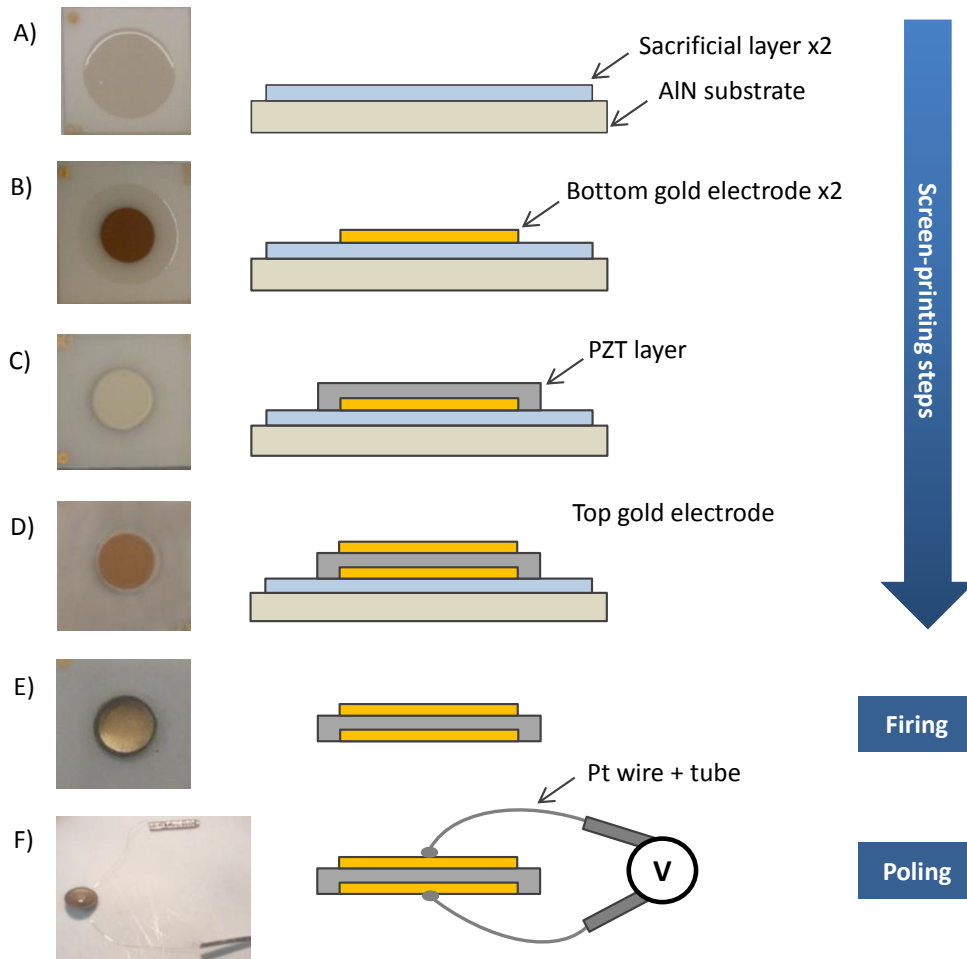 A)
Sacrificial layer x2
AlN substrate
B)
Bottom gold electrode x2
C)
PZT layer
D)
Top gold electrode
Screen-printing steps
E)
Firing
Pt wire + tube
F)
V
Poling